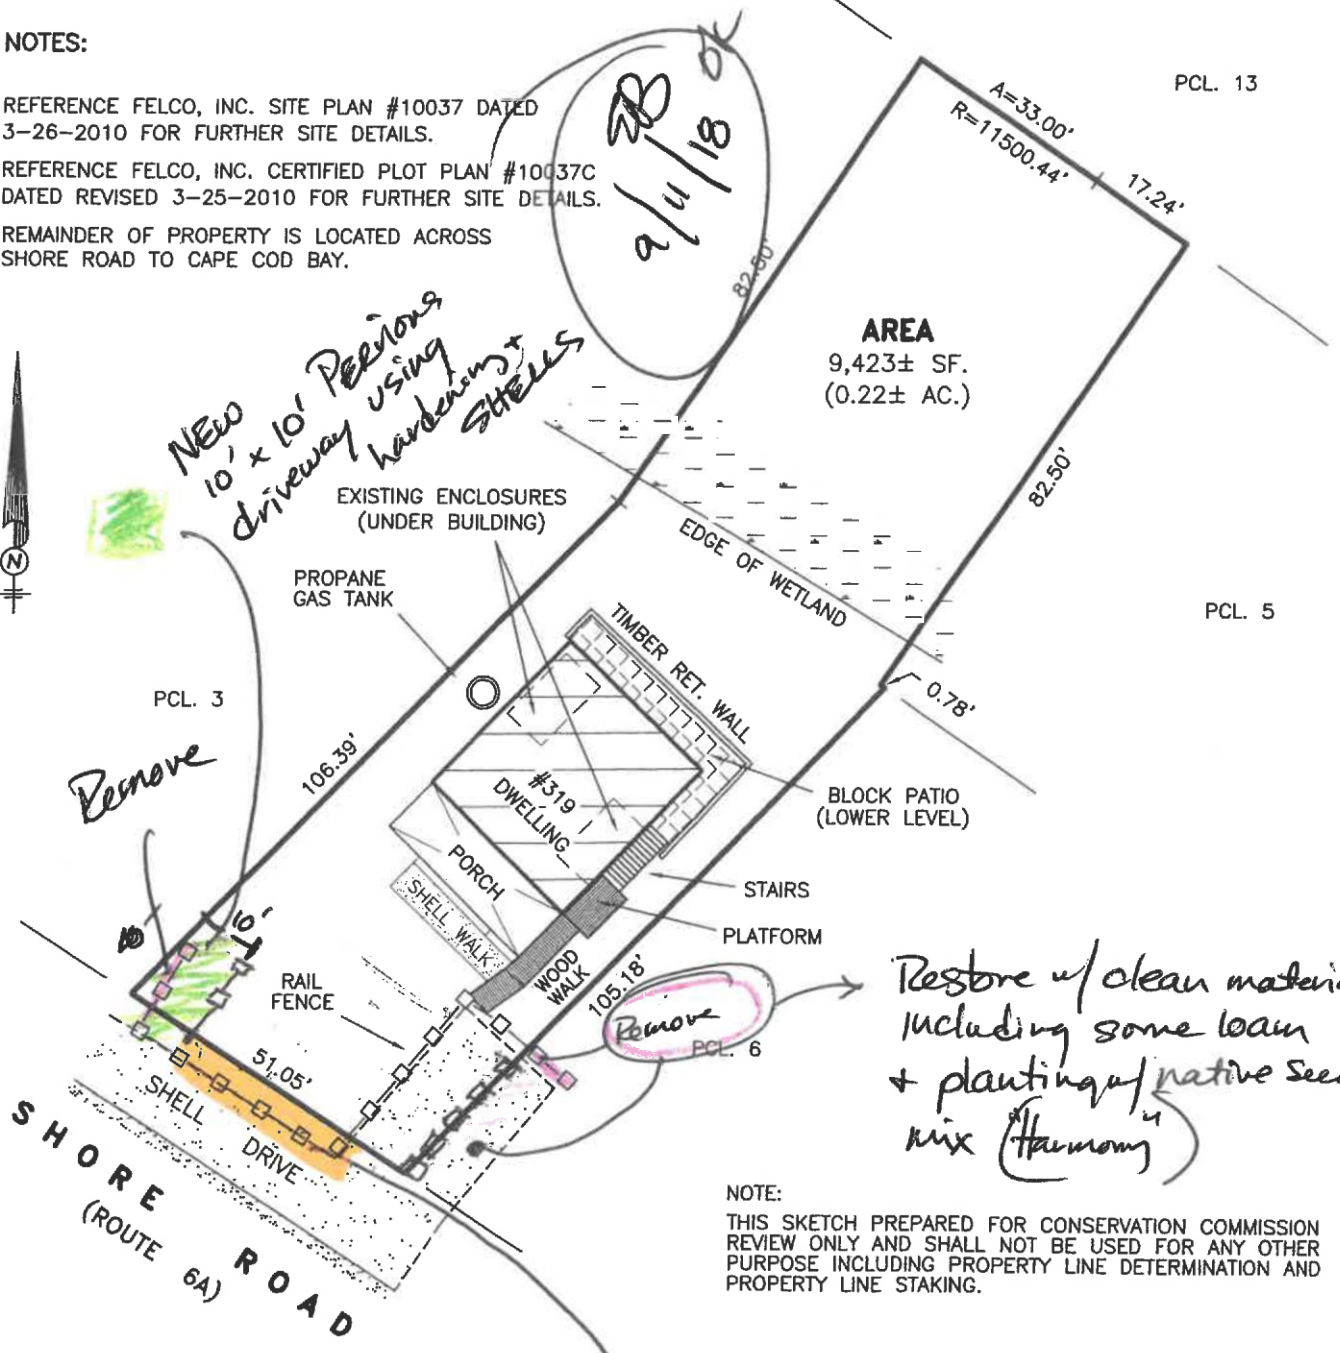 NOTES:
REFERENCE FELCO, INC. SITE PLAN #10037 DATED
3-26-2010 FOR FURTHER SITE DETAILS.
REFERENCE FELCO, INC. CERTIFIED PLOT PLAN #10037C
DATED REVISED 3-25-2010 FOR FURTHER SITE DETAILS.
REMAINDER OF PROPERTY IS LOCATED ACROSS
SHORE ROAD TO CAPE COD BAY.
OK
9/11/18
PCL. 13
A=33.00'
R=11500.44'
17.24'
82.50'
AREA
9,423± SF.
(0.22± AC.)
82.50'
NEW
10' x 10' Pervious
driveway using
hardening +
SHELLS
N
EXISTING ENCLOSURES
(UNDER BUILDING)
PROPANE
GAS TANK
EDGE OF WETLAND
TIMBER RET. WALL
PCL. 5
PCL. 3
0.78'
Remove
106.39'
#319
DWELLING
BLOCK PATIO
(LOWER LEVEL)
PORCH
SHELL WALK
STAIRS
PLATFORM
10'
RAIL
FENCE
WOOD
WALK
105.18'
Remove
PCL. 6
Restore w/ clean materia
including some loam
+ planting w/ native see
mix ("Harmony")
51.05'
SHELL
DRIVE
SHORE ROAD
(ROUTE 6A)
NOTE:
THIS SKETCH PREPARED FOR CONSERVATION COMMISSION
REVIEW ONLY AND SHALL NOT BE USED FOR ANY OTHER
PURPOSE INCLUDING PROPERTY LINE DETERMINATION AND
PROPERTY LINE STAKING.